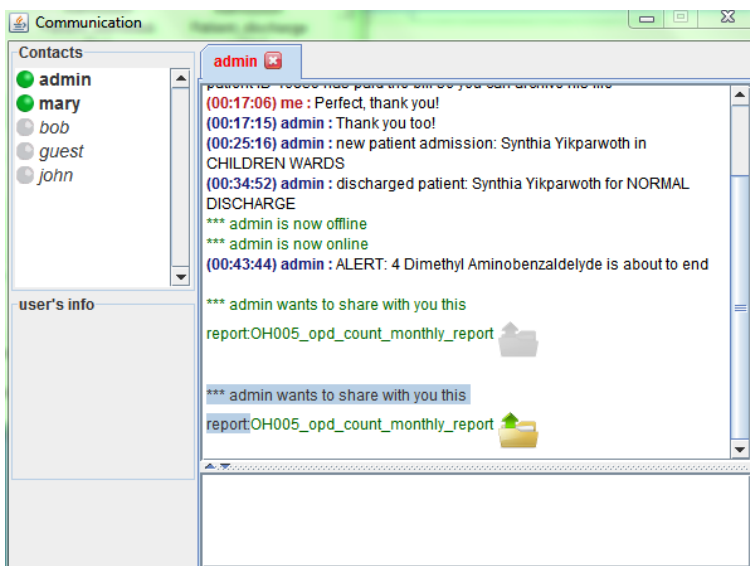 Communication
Contacts
admin
mary
bob
guest
john
user's info
admin
(00:17:06) me : Perfect, thank you!
(00:17:15) admin : Thank you too!
(00:25:16) admin : new patient admission: Synthia Yikparwoth in
CHILDREN WARDS
(00:34:52) admin : discharged patient: Synthia Yikparwoth for NORMAL
DISCHARGE
*** admin is now offline
*** admin is now online
(00:43:44) admin : ALERT: 4 Dimethyl Aminobenzaldelyde is about to end
*** admin wants to share with you this
report:OH005_opd_count_monthly_report
*** admin wants to share with you this
report:OH005_opd_count_monthly_report